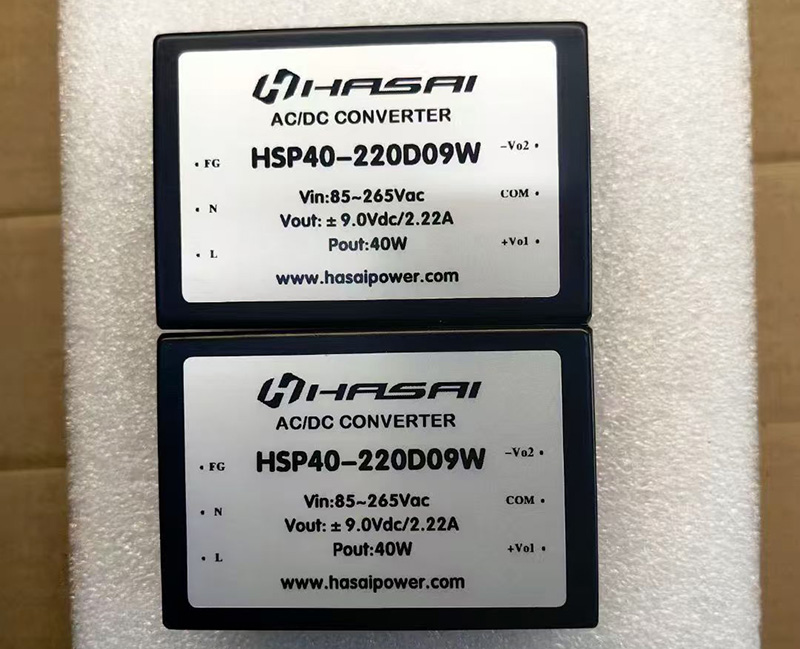 HASAI
AC/DC CONVERTER
HSP40-220D09W
-Vo2
FG
Vin:85~265Vac
COM
N
Vout: ± 9.0Vdc/2.22A
Pout:40W
+Vo1
L
www.hasaipower.com
HASAI
AC/DC CONVERTER
HSP40-220D09W
-Vo2
FG
Vin:85~265Vac
COM
N
Vout: ± 9.0Vdc/2.22A
Pout:40W
+Vo1
L
www.hasaipower.com